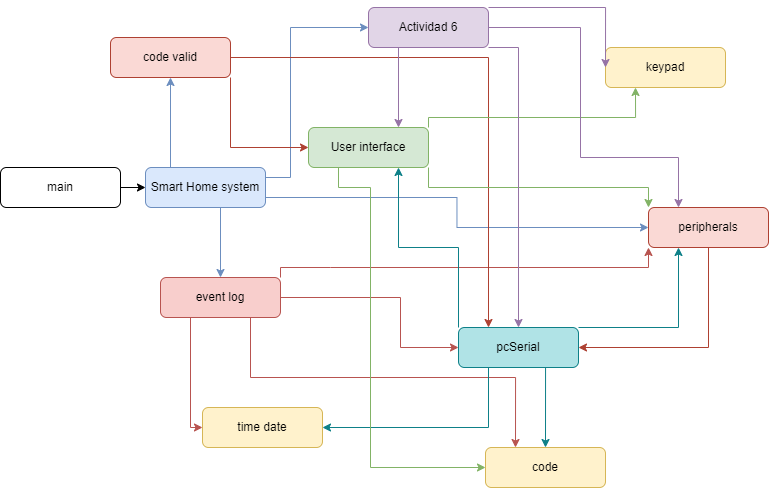 Actividad 6
code valid
keypad
User interface
main
Smart Home system
peripherals
event log
pcSerial
time date
code